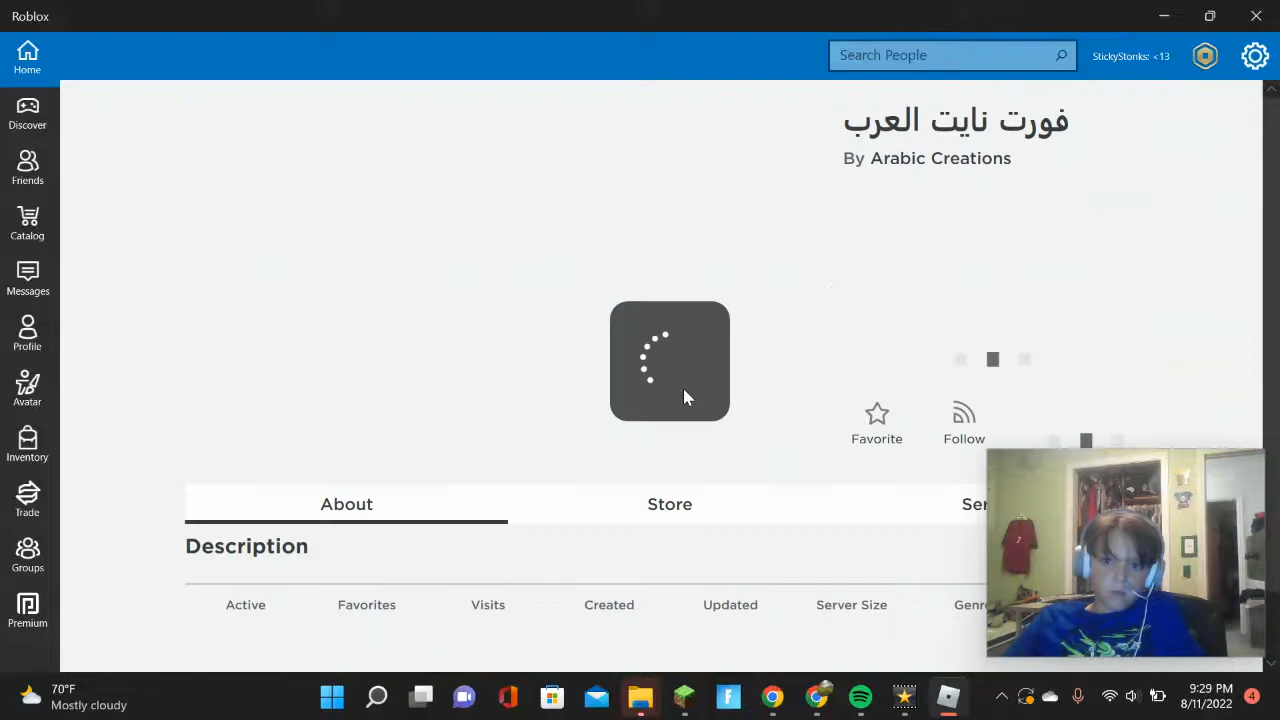 Roblox
Home
Search People
StickyStonks: <13
Discover
Friends
Catalog
Messages
Profile
Avatar
Inventory
Trade
Groups
Premium
فورت نايت العرب
By Arabic Creations
Favorite
Follow
About
Store
Ser
Description
Active
Favorites
Visits
Created
Updated
Server Size
Genre
70°F
Mostly cloudy
9:29 PM
8/11/2022
4